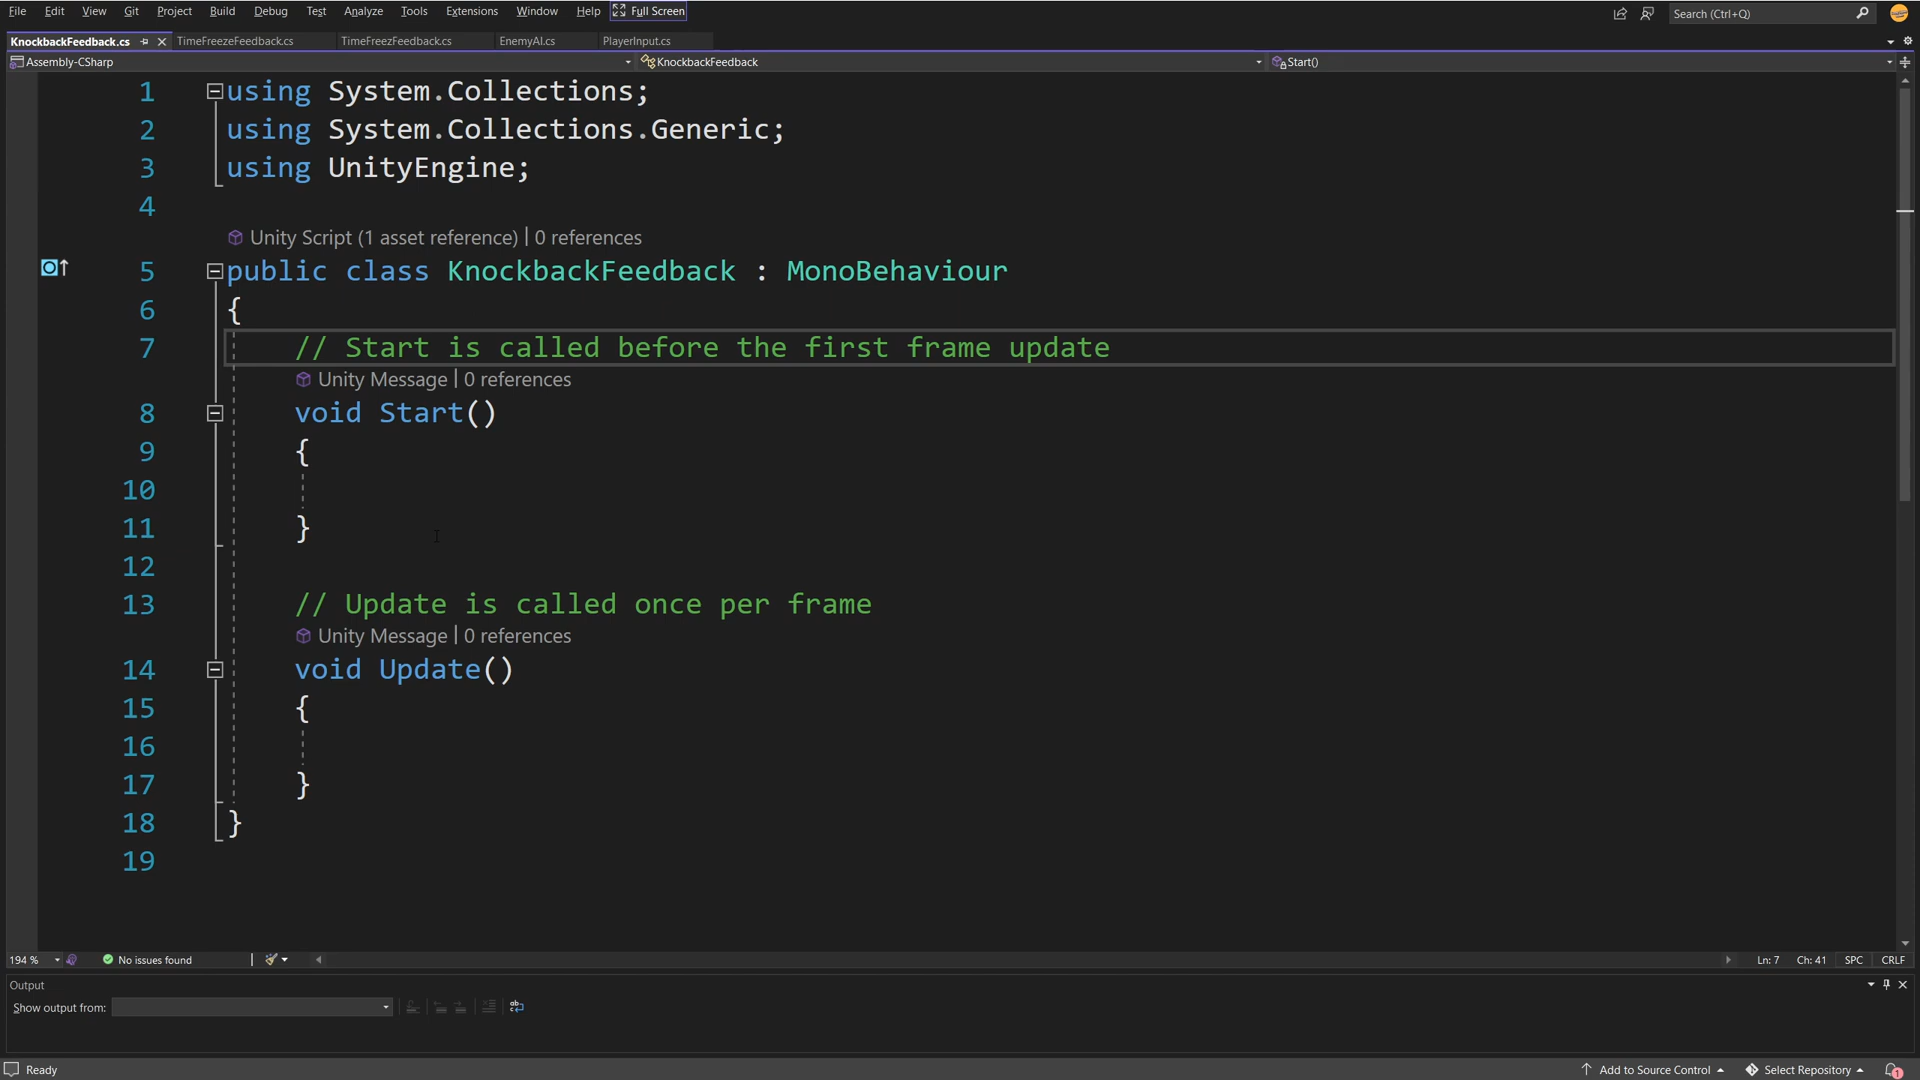 File Edit View Git Project Build Debug Test Analyze Tools Extensions Window Help Full Screen Search (Ctrl+Q)
KnockbackFeedback.cs TimeFreezeFeedback.cs TimeFreezFeedback.cs EnemyAI.cs PlayerInput.cs
Assembly-CSharp KnockbackFeedback Start()
1 using System.Collections;
2 using System.Collections.Generic;
3 using UnityEngine;
4
Unity Script (1 asset reference) | 0 references
5 public class KnockbackFeedback : MonoBehaviour
6 {
7 // Start is called before the first frame update
Unity Message | 0 references
8 void Start()
9 {
10
11 }
12
13 // Update is called once per frame
Unity Message | 0 references
14 void Update()
15 {
16
17 }
18 }
19
194 % No issues found Ln: 7 Ch: 41 SPC CRLF
Output
Show output from:
Ready Add to Source Control Select Repository 1